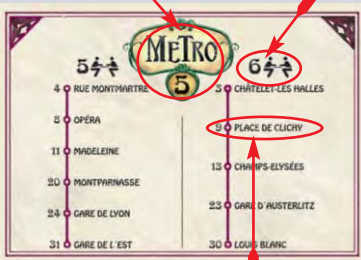 METRO
5
5
4 RUE MONTMARTRE
8 OPÉRA
11 MADELEINE
20 MONTPARNASSE
24 GARE DE LYON
31 GARE DE L'EST
6
3 CHÂTELET-LES HALLES
9 PLACE DE CLICHY
13 CHAMPS-ELYSÉES
23 GARE D'AUSTERLITZ
30 LOUIS BLANC